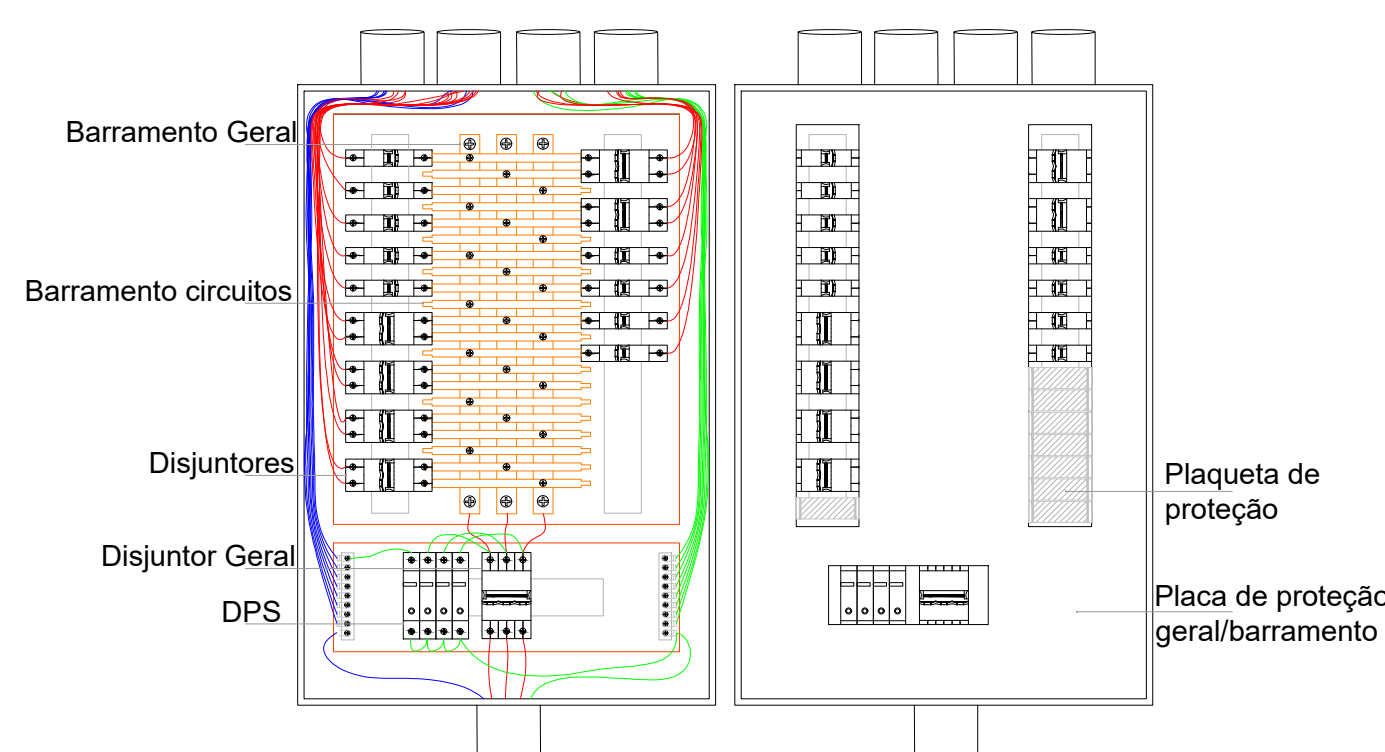 Barramento Geral
Barramento circuitos
Disjuntores
Disjuntor Geral
DPS
Plaqueta de
proteção
Placa de proteção
geral/barramento